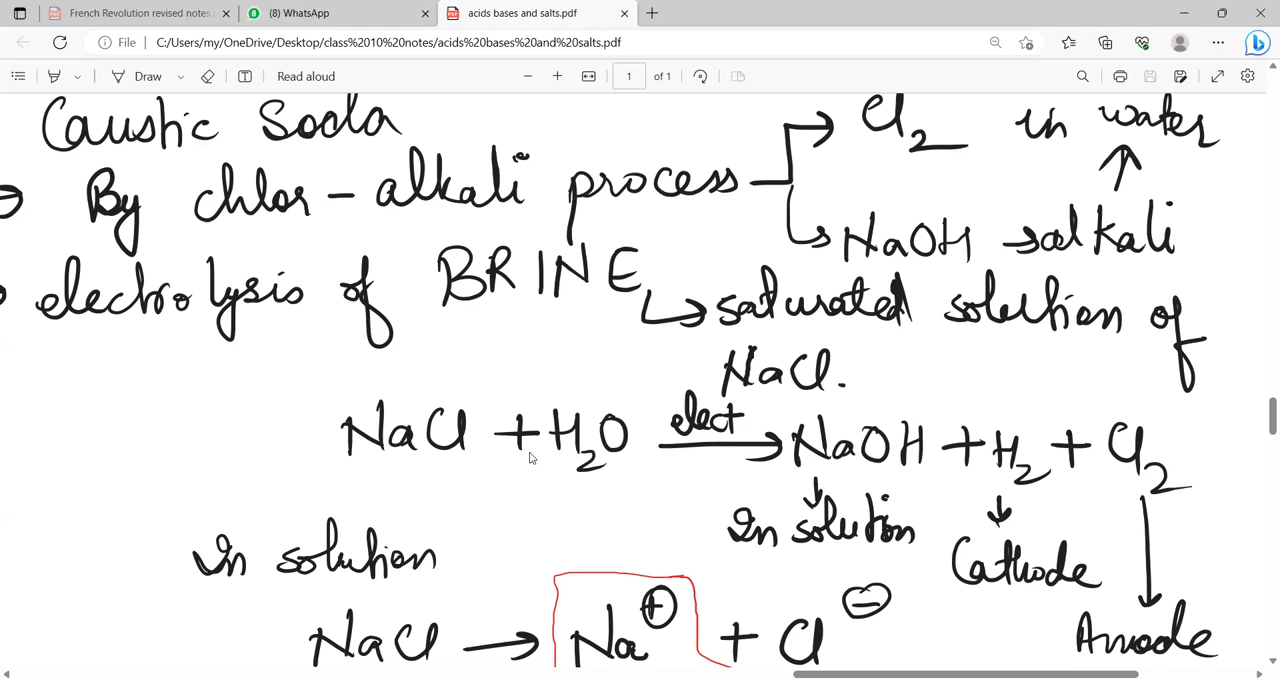 French Revolution revised notes
(8) WhatsApp
acids bases and salts.pdf
File C:/Users/my/OneDrive/Desktop/class%2010%20notes/acids%20bases%20and%20salts.pdf
Draw Read aloud 1 of 1
Caustic Soda
By chlor-alkali process
Cl2 in water
NaOH → alkali
electrolysis of BRINE
saturated solution of
NaCl.
NaCl + H2O elect → NaOH + H2 + Cl2
In solution
Cathode
Anode
In solution
NaCl → Na+ + Cl-